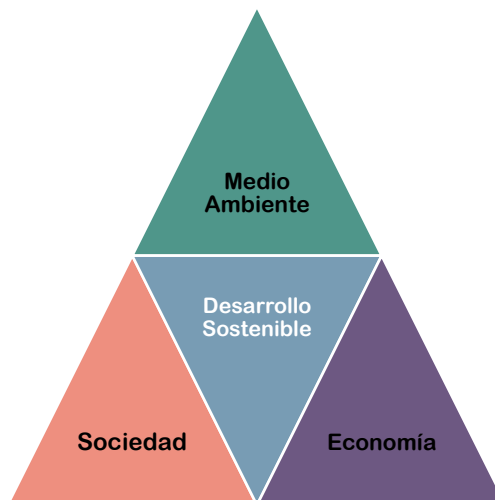 Medio
Ambiente
Desarrollo
Sostenible
Sociedad
Economía